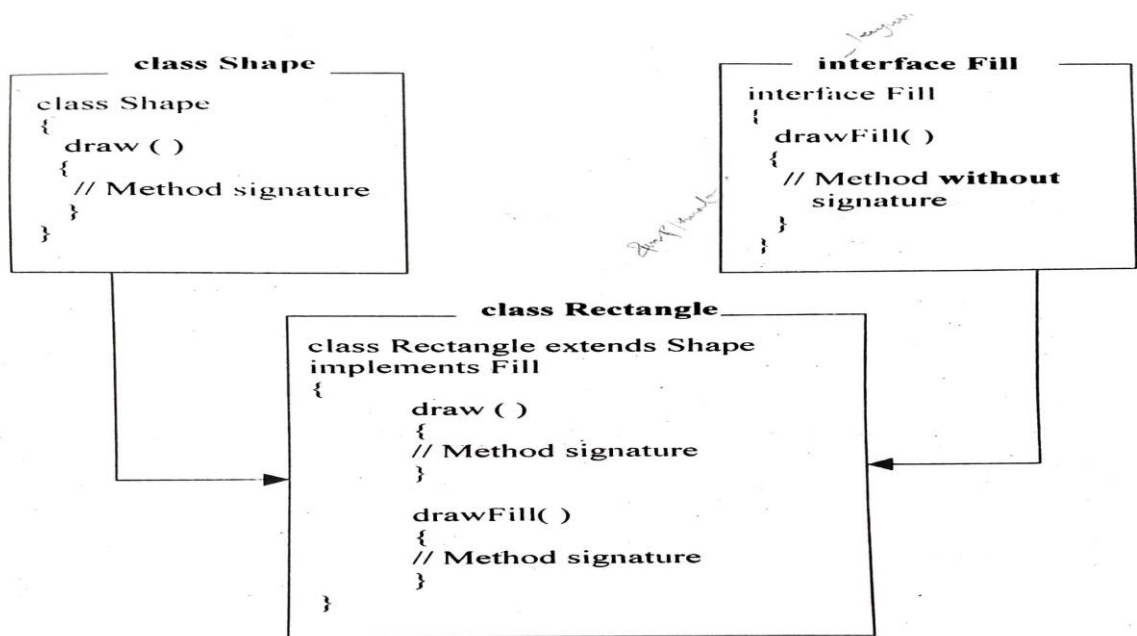 class Shape
class Shape
{
draw ( )
{
// Method signature
}
}
interface Fill
interface Fill
{
drawFill( )
{
// Method without
signature
}
}
class Rectangle
class Rectangle extends Shape
implements Fill
{
draw ( )
{
// Method signature
}
drawFill( )
{
// Method signature
}
}